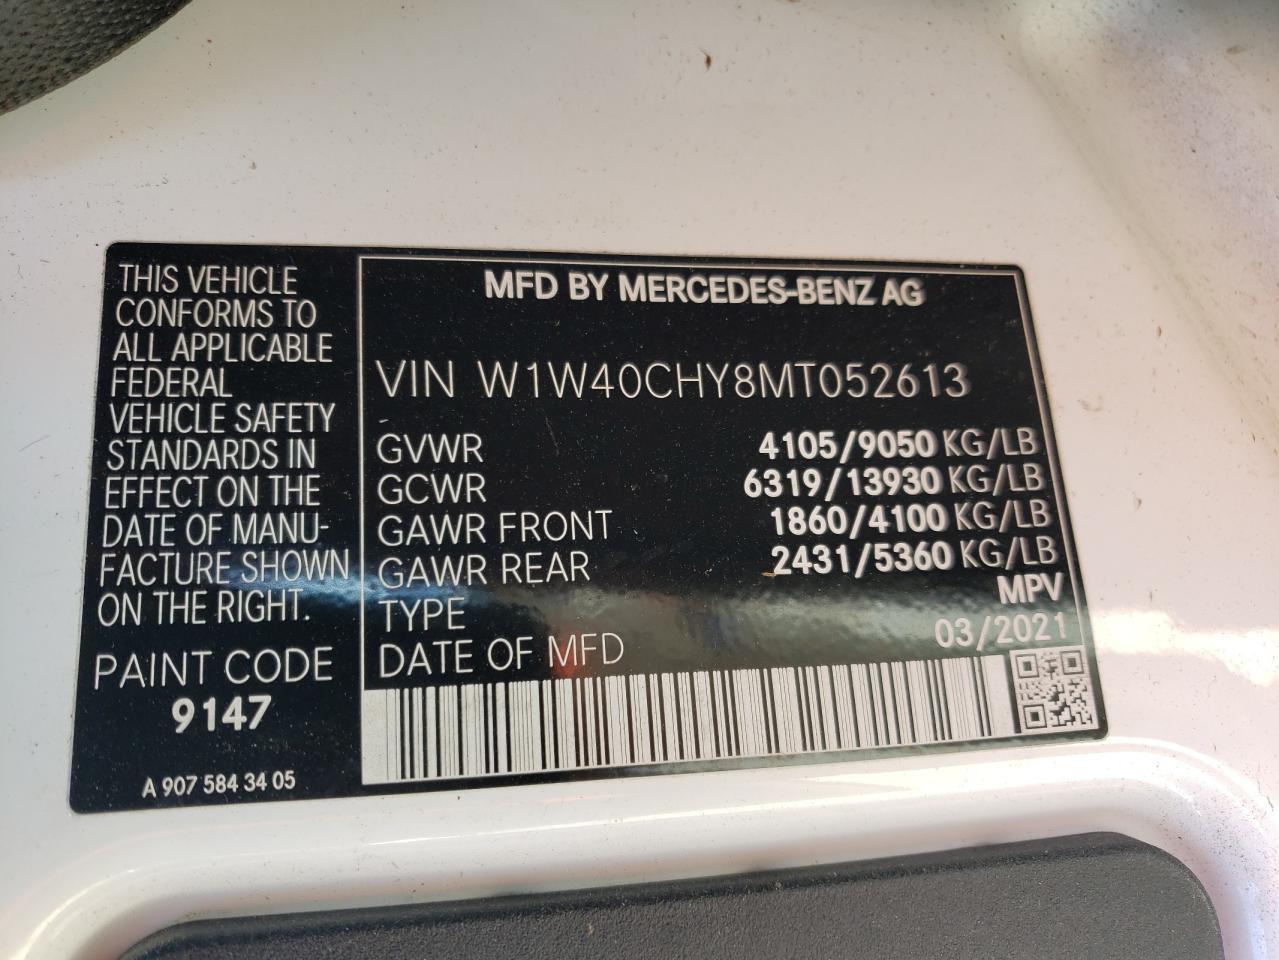 THIS VEHICLE
CONFORMS TO
ALL APPLICABLE
FEDERAL
VEHICLE SAFETY
STANDARDS IN
EFFECT ON THE
DATE OF MANU-
FACTURE SHOWN
ON THE RIGHT.
PAINT CODE
9147
A 907 584 34 05
MFD BY MERCEDES-BENZ AG
VIN W1W40CHY8MT052613
GVWR 4105/9050 KG/LB
GCWR 6319/13930 KG/LB
GAWR FRONT 1860/4100 KG/LB
GAWR REAR 2431/5360 KG/LB
TYPE MPV
DATE OF MFD 03/2021